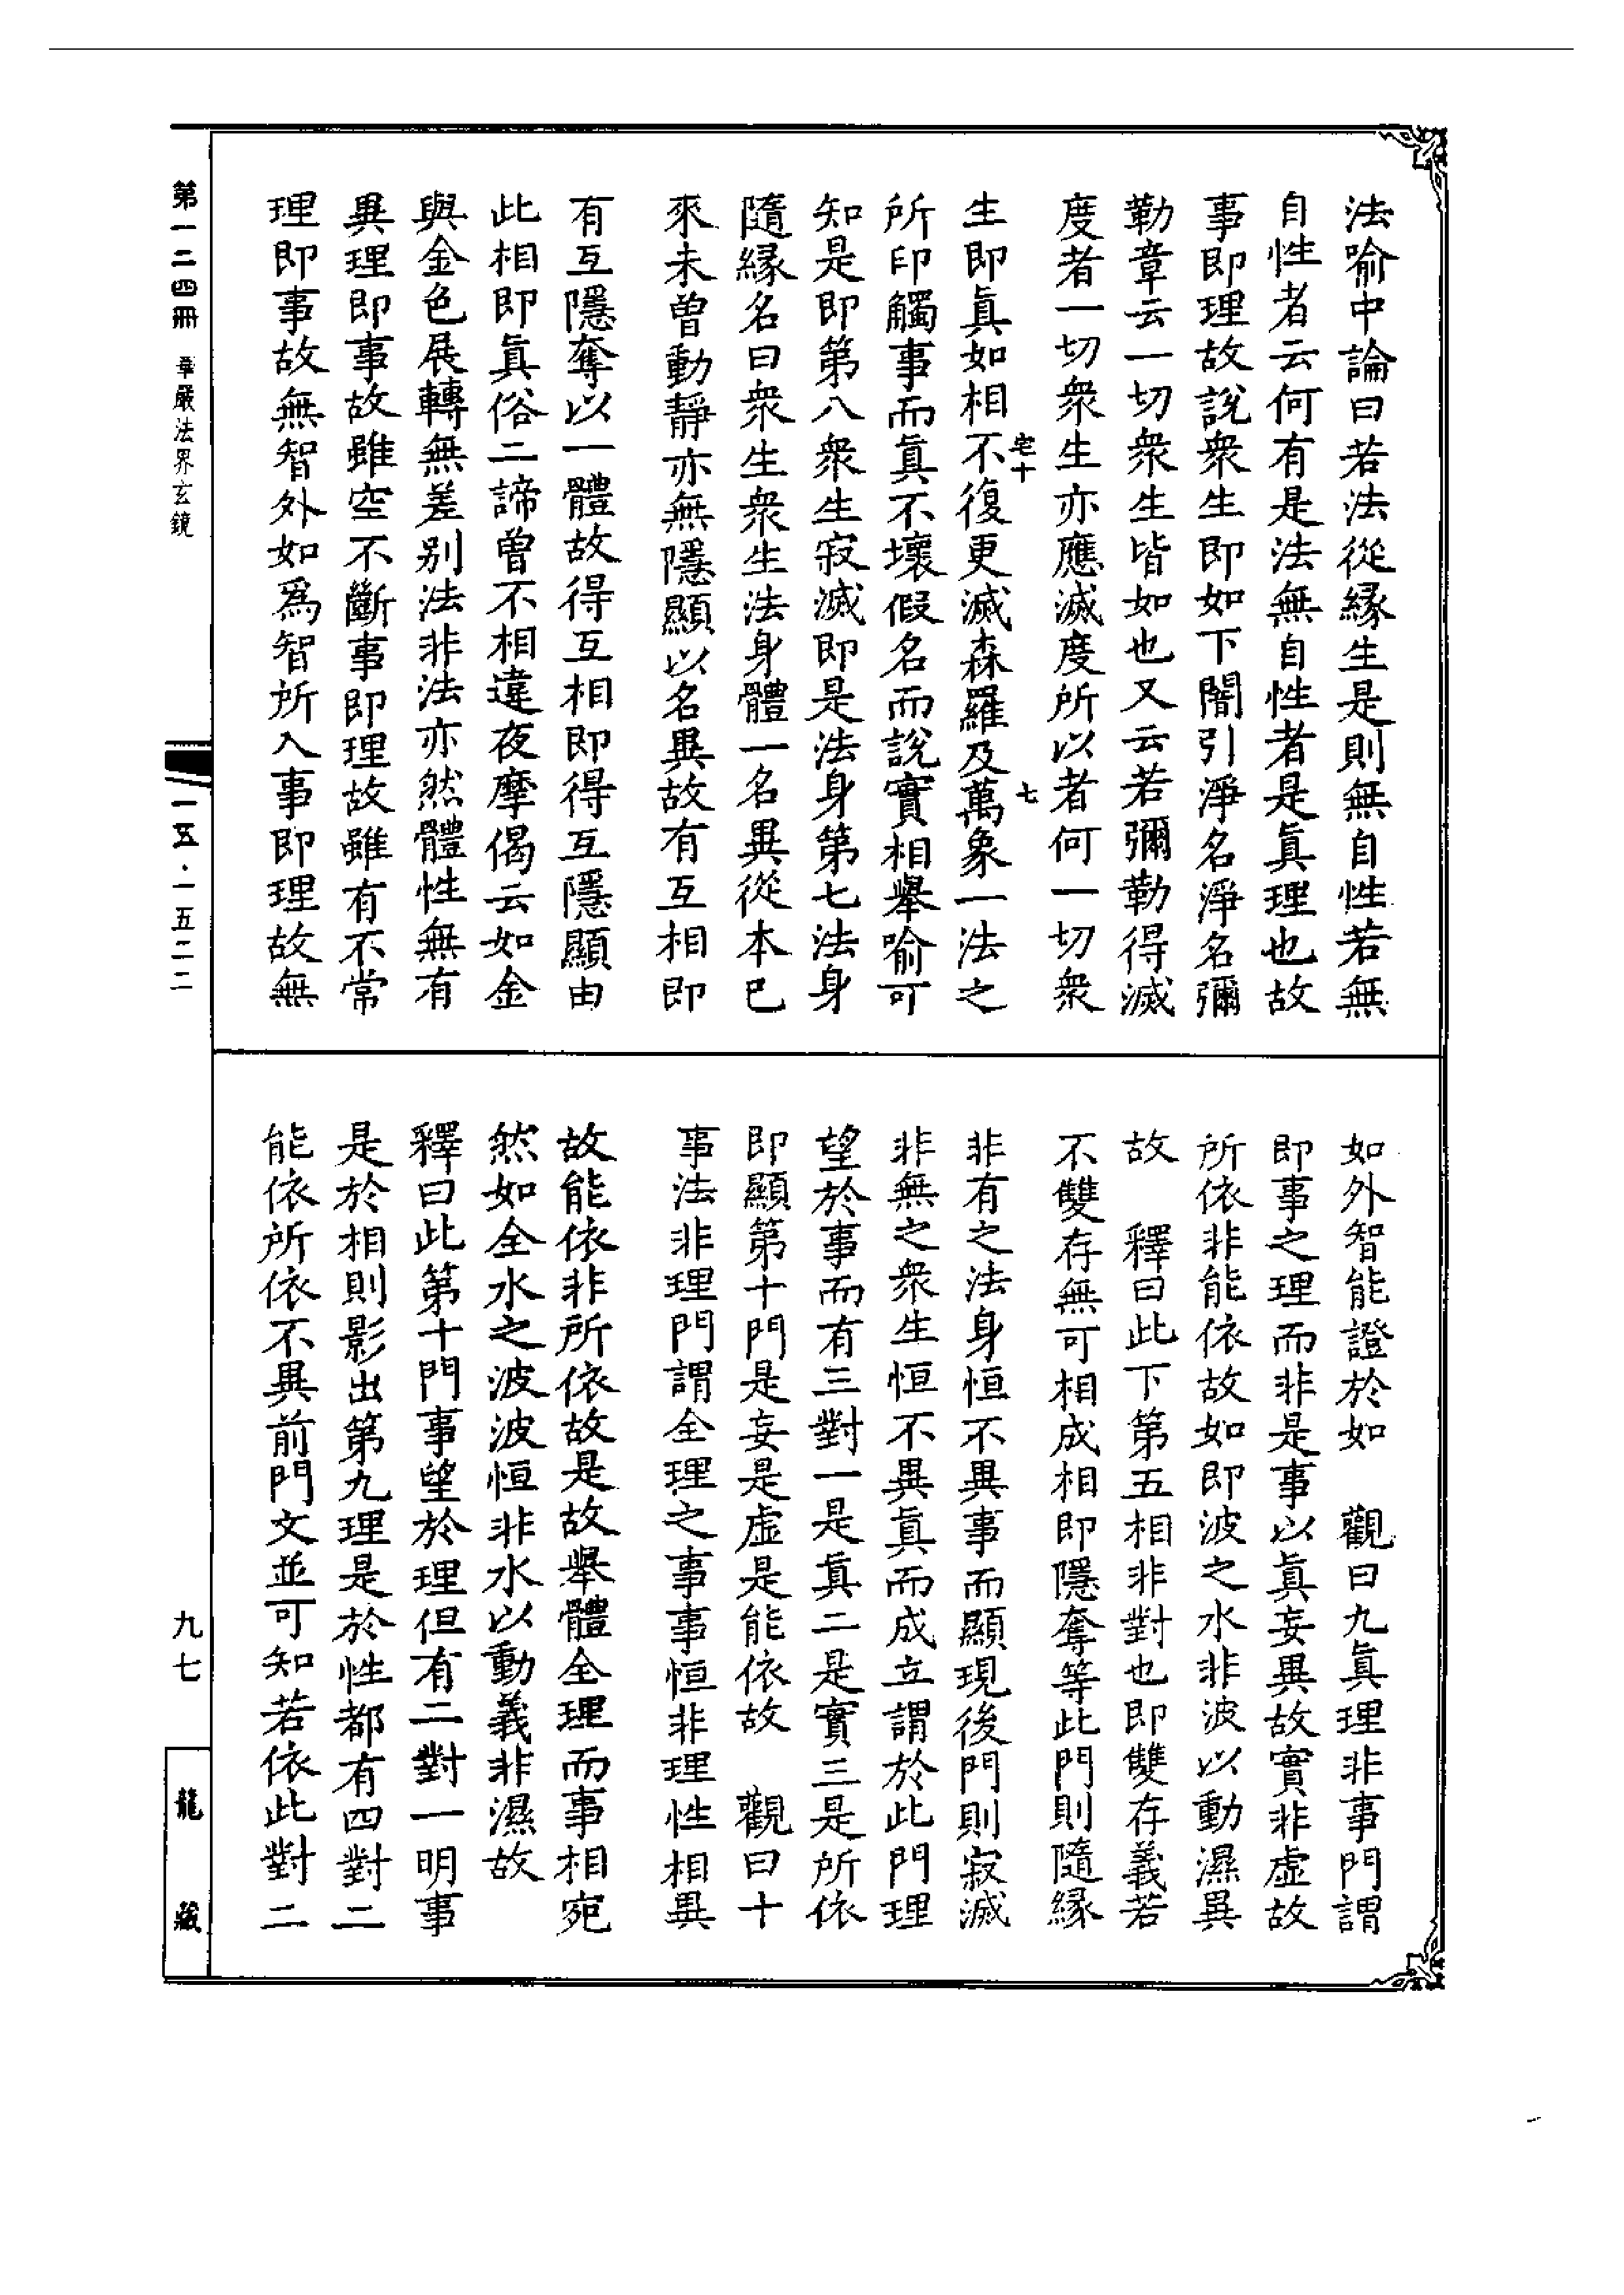 法喻中論曰若法從緣生是則無自性若無
自性者云何有是法無自性者是真理也故
事即理故說衆生即如下闇引淨名淨名彌
勒章云一切衆生皆如也又云若彌勒得滅
度者一切衆生亦應滅度所以者何一切衆
生即真如相不復更滅森羅及萬象一法之
宅十
七
所印觸事而真不壞假名而說實相舉喻可
知是即第八衆生寂滅即是法身第七法身
隨緣名曰衆生衆生法身體一名異從本已
來未曾動靜亦無隱顯以名異故有互相即
有互隱奪以一體故得互相即得互隱顯由
此相即真俗二諦曾不相違夜摩偈云如金
與金色展轉無差別法非法亦然體性無有
異理即事故雖空不斷事即理故雖有不常
理即事故無智外如為智所入事即理故無
如外智能證於如　觀曰九真理非事門謂
即事之理而非是事以真妄異故實非虛故
所依非能依故如即波之水非波以動濕異
故　釋曰此下第五相非對也即雙存義若
不雙存無可相成相即隱奪等此門則隨緣
非有之法身恒不異事而顯現後門則寂滅
非無之衆生恒不異真而成立謂於此門理
望於事而有三對一是真二是實三是所依
即顯第十門是妄是虛是能依故　觀曰十
事法非理門謂全理之事事恒非理性相異
故能依非所依故是故舉體全理而事相宛
然如全水之波波恒非水以動義非濕故
釋曰此第十門事望於理但有二對一明事
是於相則影出第九理是於性都有四對二
能依所依不異前門文並可知若依此對二
第一二四冊　華嚴法界玄鏡
一五五·一五二二
九七
龍藏